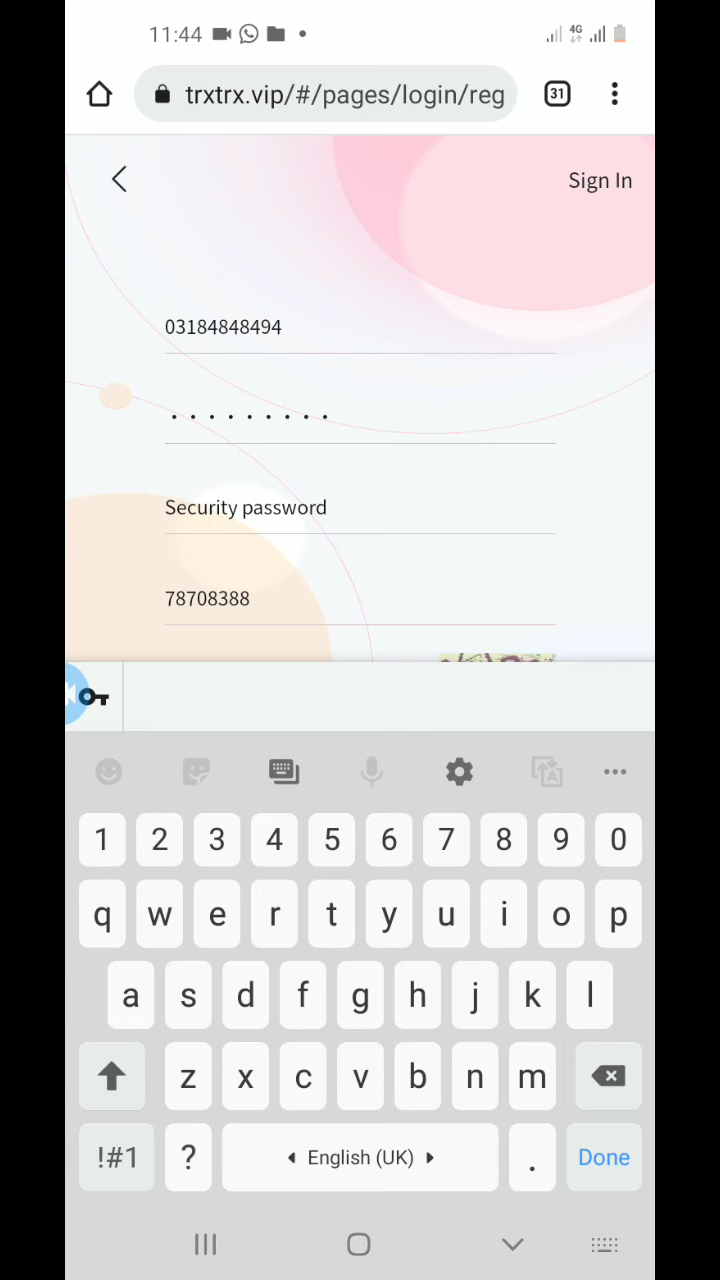 11:44
4G
trxtrx.vip/#/pages/login/reg
31
Sign In
03184848494
Security password
78708388
1 2 3 4 5 6 7 8 9 0
q w e r t y u i o p
a s d f g h j k l
z x c v b n m
!#1 ? English (UK) . Done